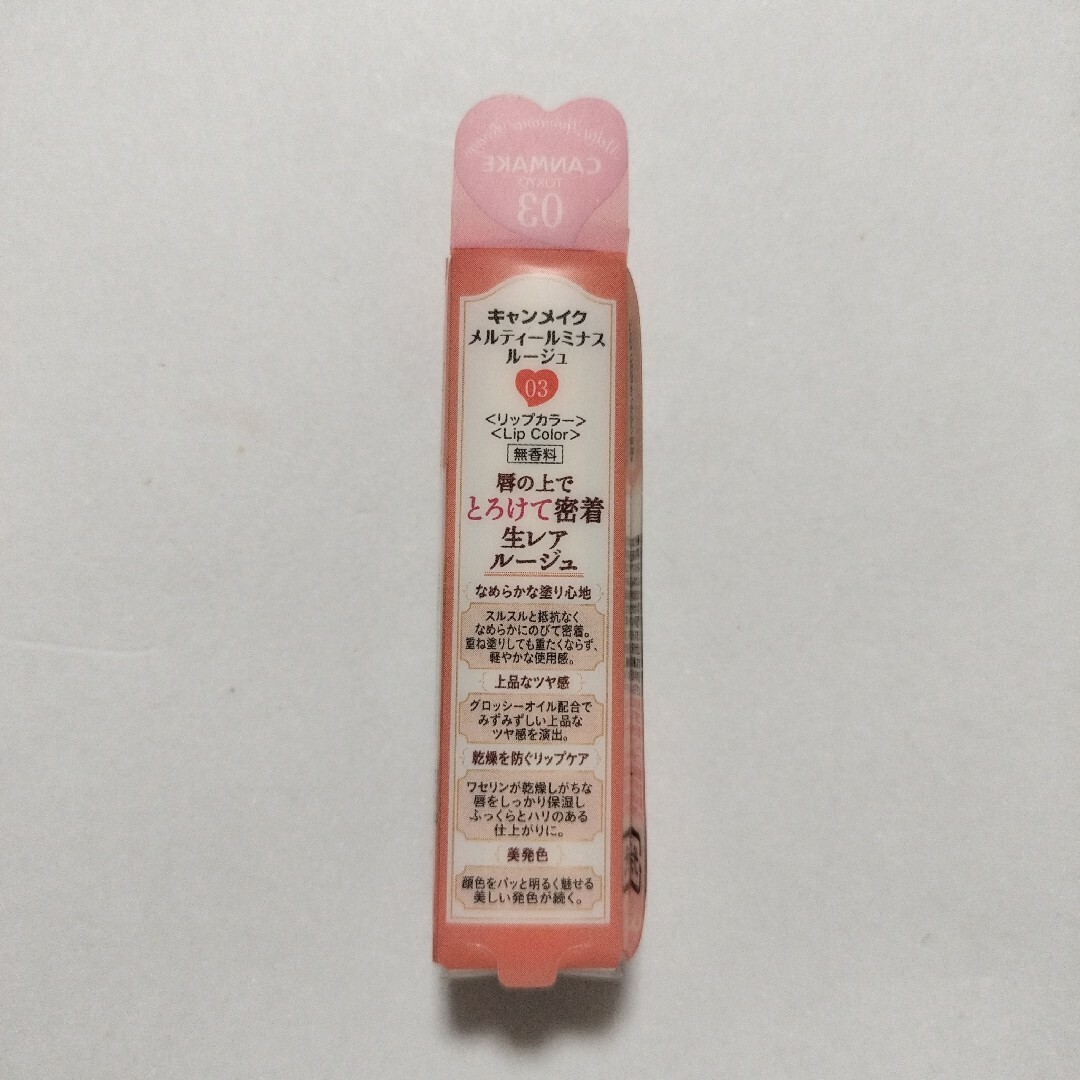 Melty Luminous Rouge
CANMAKE
TOKYO
03
キャンメイク
メルティールミナス
ルージュ
03
<リップカラー>
<Lip Color>
無香料
唇の上で
とろけて密着
生レア
ルージュ
なめらかな塗り心地
スルスルと抵抗なく
なめらかにのびて密着。
重ね塗りしても重たくならず、
軽やかな使用感。
上品なツヤ感
グロッシーオイル配合で
みずみずしい上品な
ツヤ感を演出。
乾燥を防ぐリップケア
ワセリンが乾燥しがちな
唇をしっかり保湿し
ふっくらとハリのある
仕上がりに。
美発色
顔色をパッと明るく魅せる
美しい発色が続く。